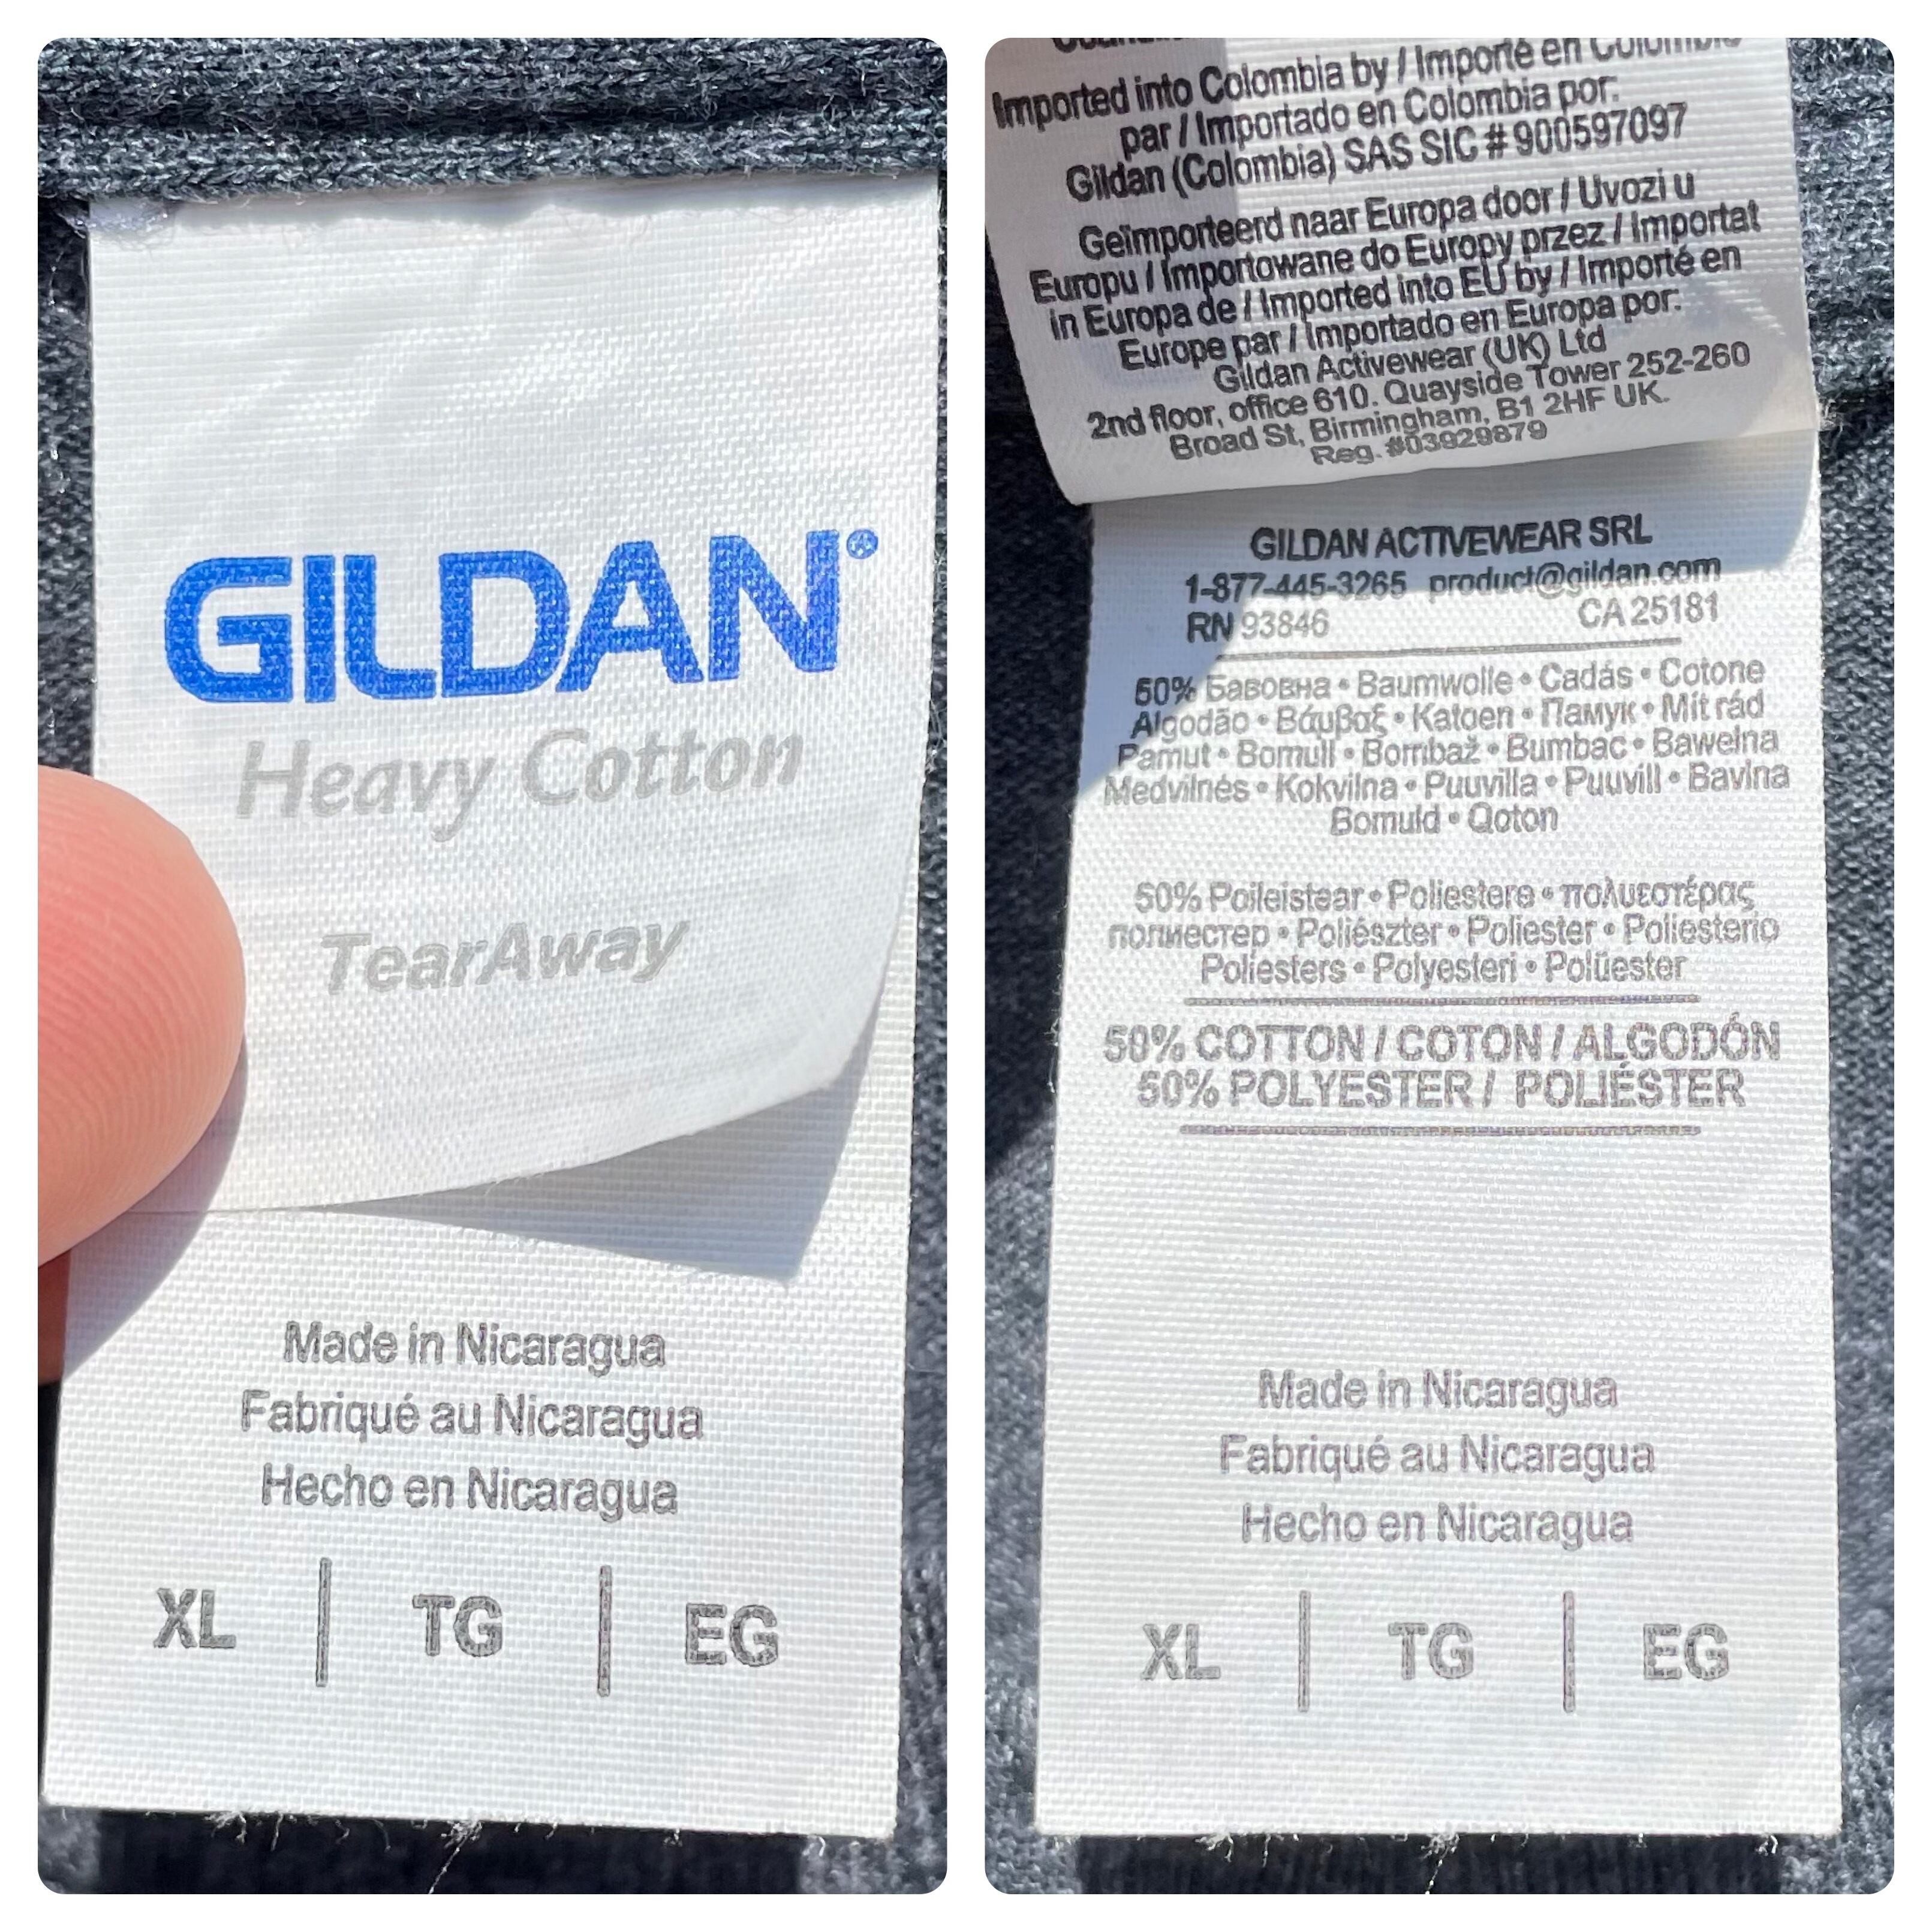 GILDAN®
Heavy Cotton
TearAway
Made in Nicaragua
Fabriqué au Nicaragua
Hecho en Nicaragua
XL | TG | EG
Imported into Colombia by / Importé en Colombie
par / Importado en Colombia por:
Gildan (Colombia) SAS SIC # 900597097
Geïmporteerd naar Europa door / Uvozi u
Europu / Importowane do Europy przez / Importat
in Europa de / Imported into EU by / Importé en
Europe par / Importado en Europa por:
Gildan Activewear (UK) Ltd
2nd floor, office 610. Quayside Tower 252-260
Broad St, Birmingham, B1 2HF UK.
Reg. #03929879
GILDAN ACTIVEWEAR SRL
1-877-445-3265 product@gildan.com
RN 93846 CA 25181
50% Бавовна • Baumwolle • Cadás • Cotone
Algodão • Βάμβαξ • Katoen • Памук • Mit rád
Pamut • Bomull • Bombaž • Bumbac • Bawełna
Medvilnės • Kokvilna • Puuvilla • Puuvill • Bavlna
Bomuld • Qoton
50% Poileistear • Poliestere • πολυεστέρας
полиестер • Poliészter • Poliester • Poliesterio
Poliesters • Polyesteri • Polüester
50% COTTON / COTON / ALGODÓN
50% POLYESTER / POLIÉSTER
Made in Nicaragua
Fabriqué au Nicaragua
Hecho en Nicaragua
XL | TG | EG